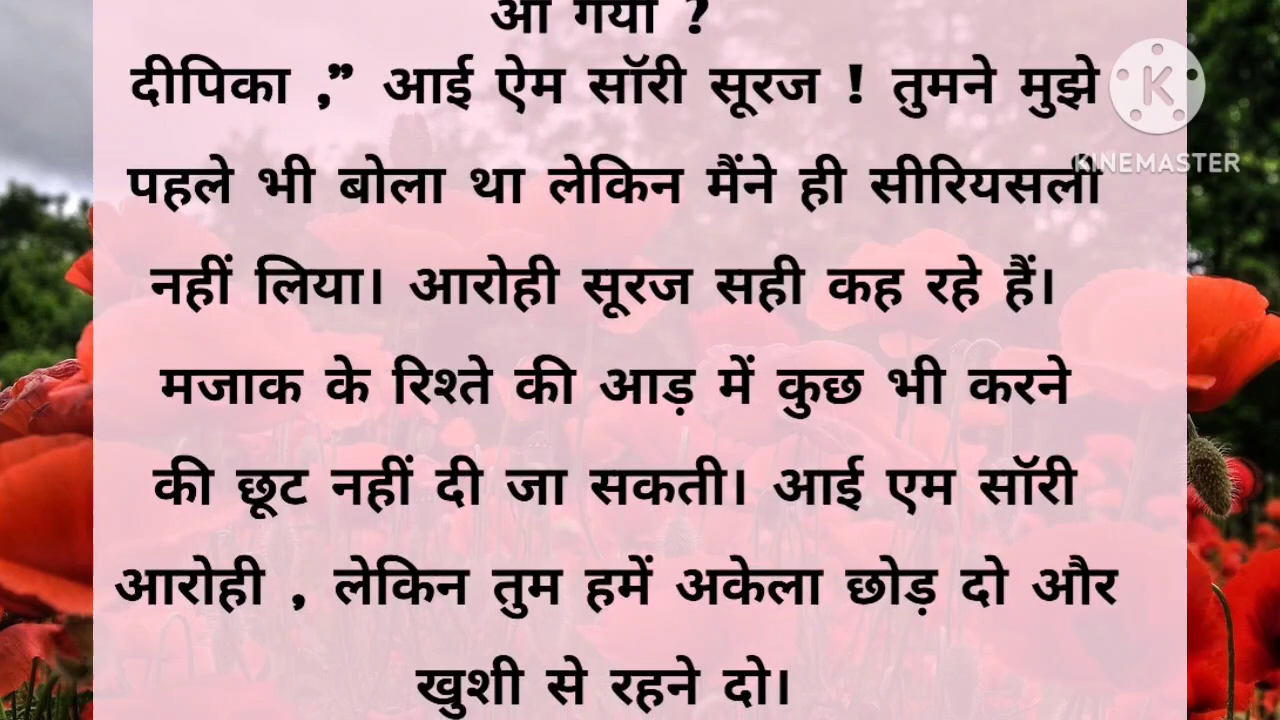 आ गया ?
दीपिका ,” आई ऐम सॉरी सूरज ! तुमने मुझे
पहले भी बोला था लेकिन मैंने ही सीरियसली
नहीं लिया। आरोही सूरज सही कह रहे हैं।
मजाक के रिश्ते की आड़ में कुछ भी करने
की छूट नहीं दी जा सकती। आई एम सॉरी
आरोही , लेकिन तुम हमें अकेला छोड़ दो और
खुशी से रहने दो।
K
KINEMASTER